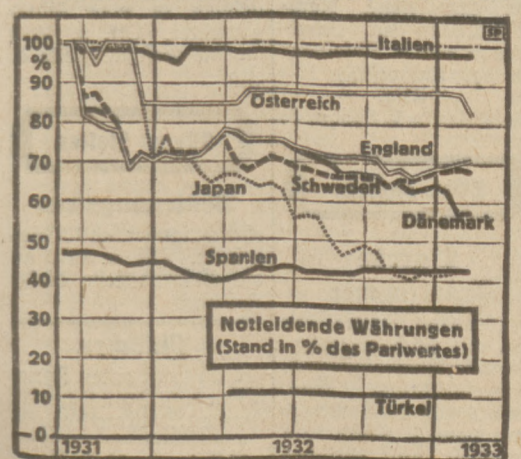 SP
100
%
90
80
70
60
50
40
30
20
10
0
Italien
Österreich
England
Japan
Schweden
Dänemark
Spanien
Notleidende Währungen
(Stand in % des Pariwertes)
Türkei
1931
1932
1933